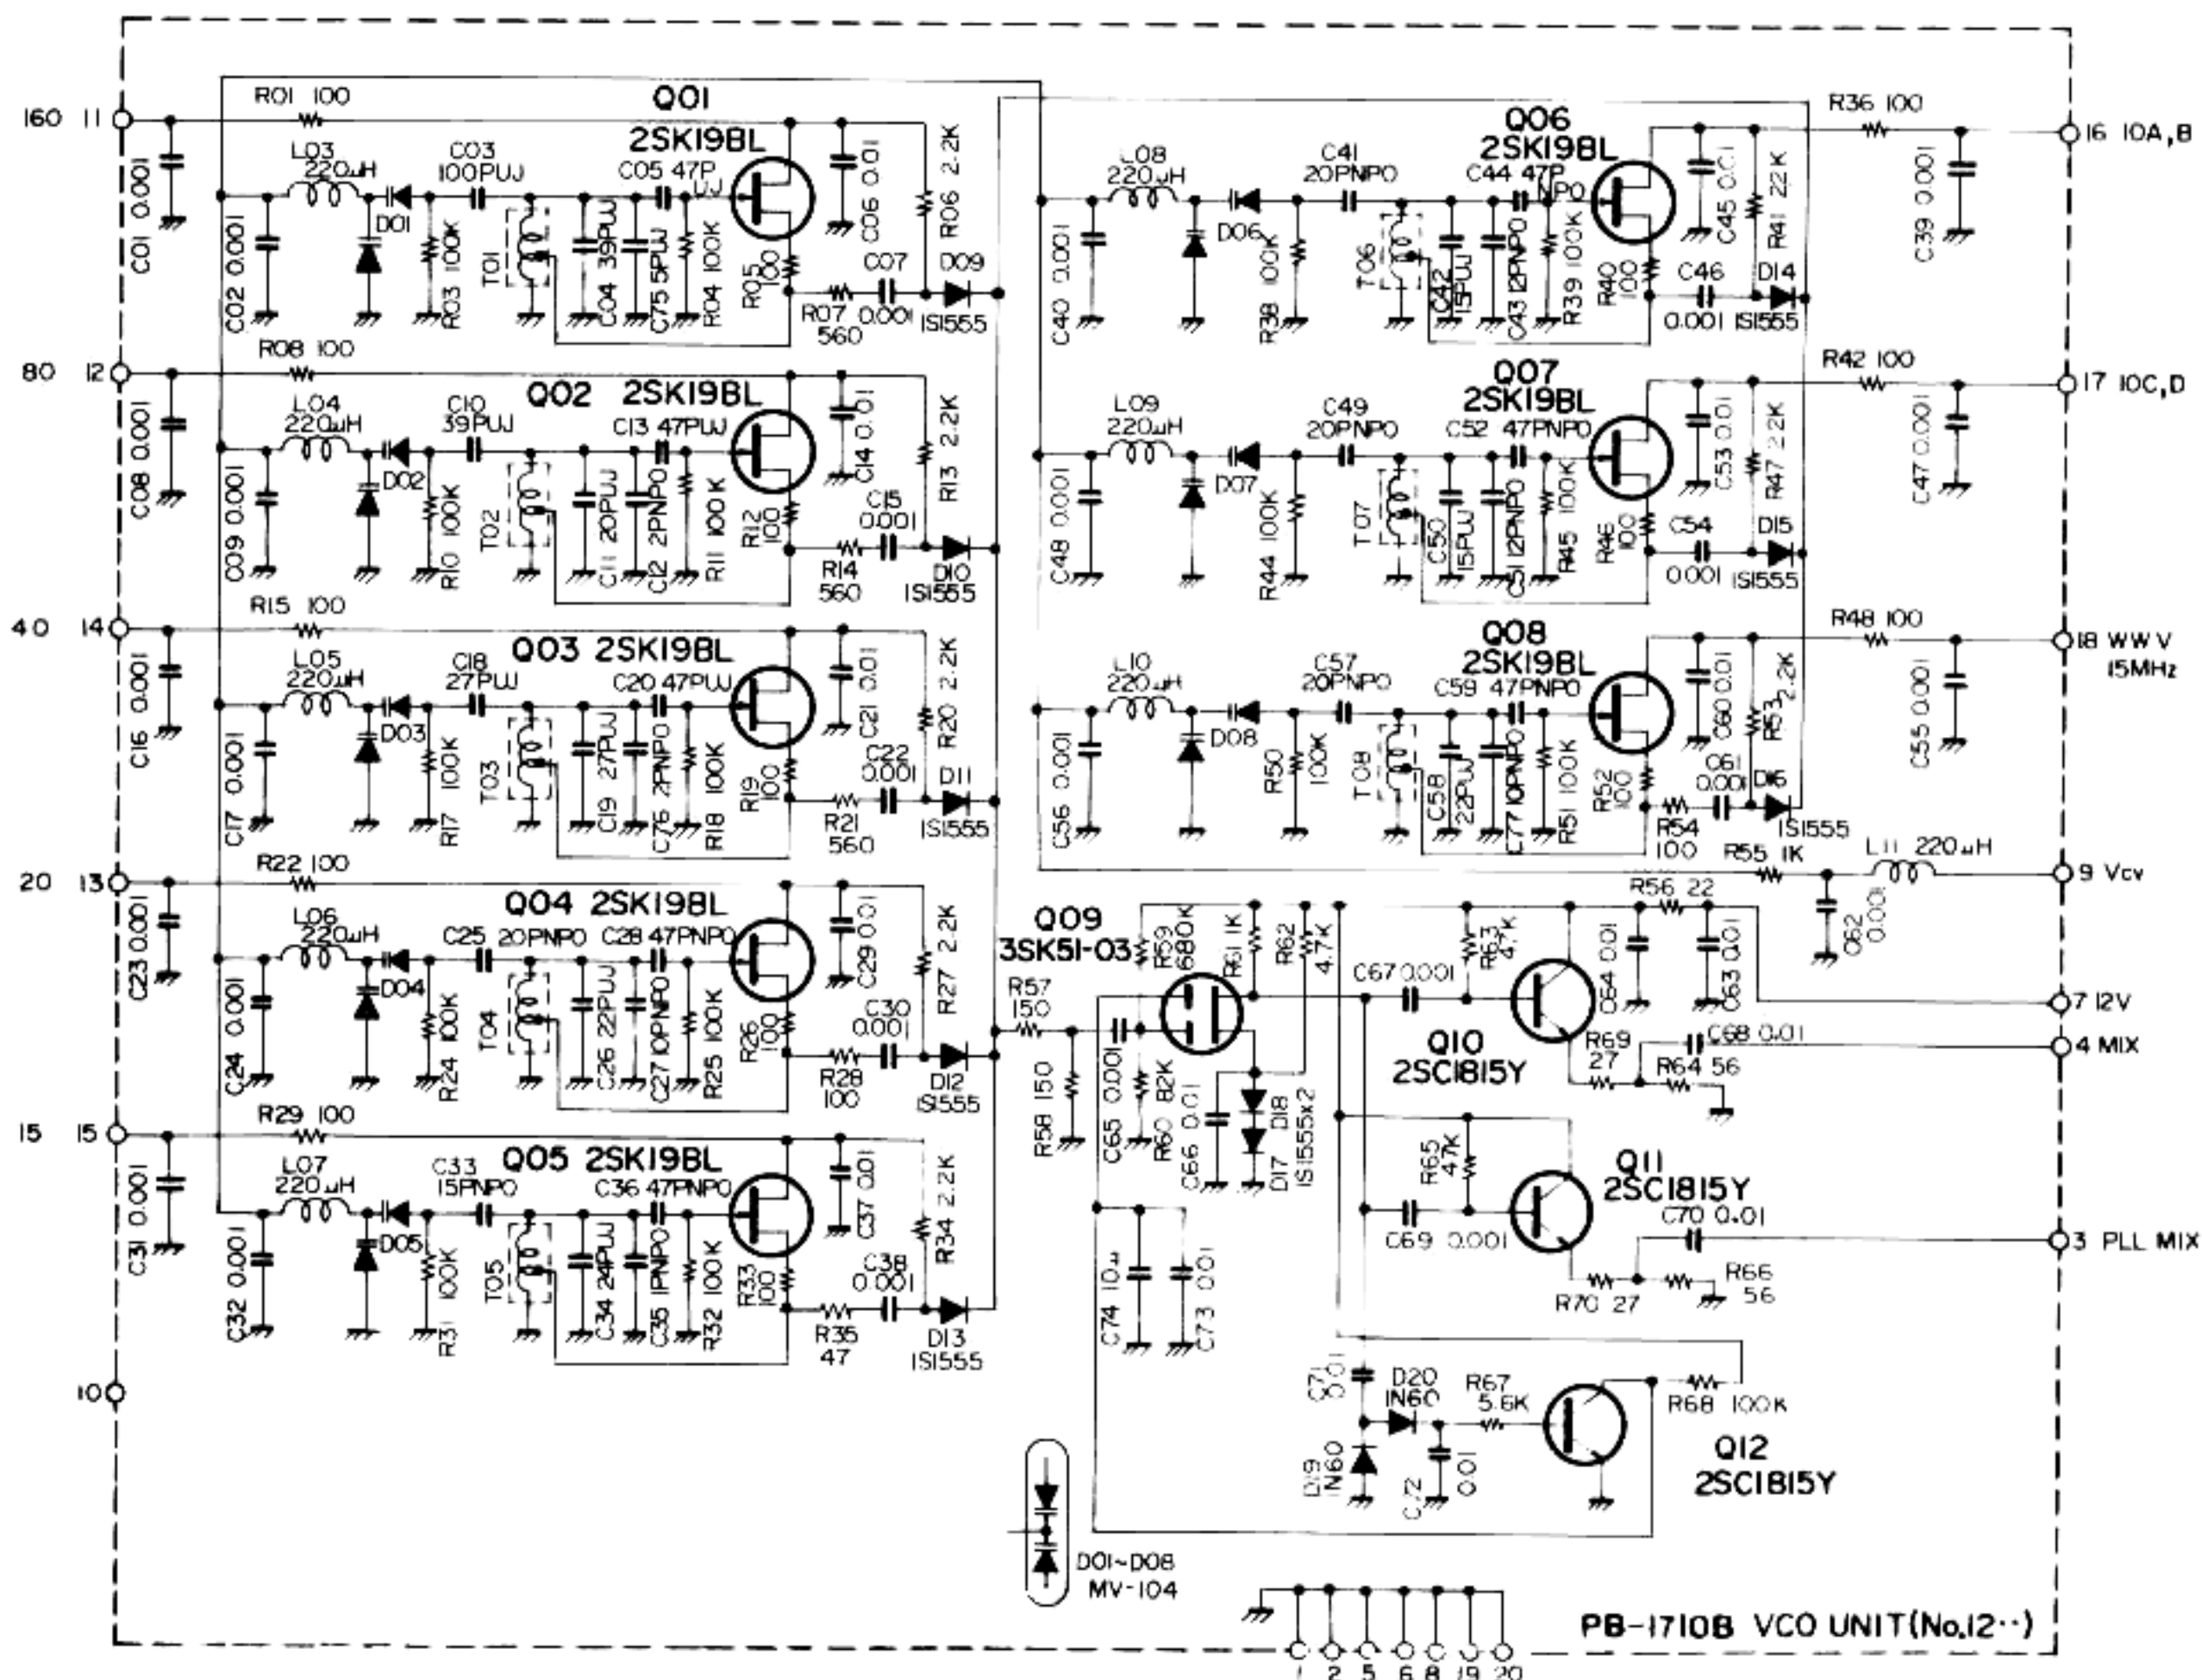 160 11
R01 100
C01 0.001
C02 0.001
L03
220μH
D01
R03 100K
C03
100PUJ
T01
C04 39PUJ
C75 5PUJ
C05 47P
UJ
R04 100K
Q01
2SK19BL
R05
100
C06 0.01
R06 2.2K
R07
560
C07
0.001
D09
1S1555
80 12
R08 100
C08 0.001
C09 0.001
L04
220μH
D02
R10 100K
C10
39PUJ
T02
C11 20PUJ
C12 2PNPO
C13 47PUJ
R11 100K
Q02 2SK19BL
R12
100
C14 0.01
R13 2.2K
R14
560
C15
0.001
D10
1S1555
40 14
R15 100
C16 0.001
C17 0.001
L05
220μH
D03
R17 100K
C18
27PUJ
T03
C19 27PUJ
C76 2PNPO
C20 47PUJ
R18 100K
Q03 2SK19BL
R19
100
C21 0.01
R20 2.2K
R21
560
C22
0.001
D11
1S1555
20 13
R22 100
C23 0.001
C24 0.001
L06
220μH
D04
R24 100K
C25
20PNPO
T04
C26 22PUJ
C27 10PNPO
C28 47PNPO
R25 100K
Q04 2SK19BL
R26
100
C29 0.01
R27 2.2K
R28
100
C30
0.001
D12
1S1555
15 15
R29 100
C31 0.001
C32 0.001
L07
220μH
D05
R31 100K
C33
15PNPO
T05
C34 24PUJ
C35 1PNPO
C36 47PNPO
R32 100K
Q05 2SK19BL
R33
100
C37 0.01
R34 2.2K
R35
47
C38
0.001
D13
1S1555
10
Q06
2SK19BL
L08
220μH
C40 0.001
D06
R38 100K
C41
20PNPO
T06
C42
15PUJ
C43 12PNPO
C44 47P
NPO
R39 100K
R40
100
C45 0.01
R41 22K
C46
0.001
D14
1S1555
R36 100
C39 0.001
16 10A,B
Q07
2SK19BL
L09
220μH
C48 0.001
D07
R44 100K
C49
20PNPO
T07
C50
15PUJ
C51 12PNPO
C52 47PNPO
R45 100K
R46
100
C53 0.01
R47 2.2K
C54
0.001
D15
1S1555
R42 100
C47 0.001
17 10C,D
Q08
2SK19BL
L10
220μH
C56 0.001
D08
R50
100K
C57
20PNPO
T08
C58
22PUJ
C77 10PNPO
C59 47PNPO
R51 100K
R52
100
C60 0.01
R53 2.2K
R54
100
C61
0.001
D16
1S1555
R48 100
C55 0.001
18 WWV
15MHz
R55 1K
L11 220μH
C62
0.001
9 Vcv
Q09
3SK51-03
R57
150
R58 150
C65 0.001
R59
680K
R60 82K
R61 1K
R62
4.7K
C66 0.01
D17 D18
1S1555x2
C67 0.001
R63
47K
Q10
2SC1815Y
R56 22
C64 0.01
C63 0.01
7 12V
R69
27
R64 56
C68 0.01
4 MIX
R65
47K
C69 0.001
Q11
2SC1815Y
C70 0.01
R70 27
R66
56
3 PLL MIX
C74 10μ
C73 0.01
C71
0.01
D20
1N60
D19
1N60
C72
0.01
R67
5.6K
R68 100K
Q12
2SC1815Y
D01~D08
MV-104
PB-1710B VCO UNIT(No.12··)
1 2 5 6 8 19 20